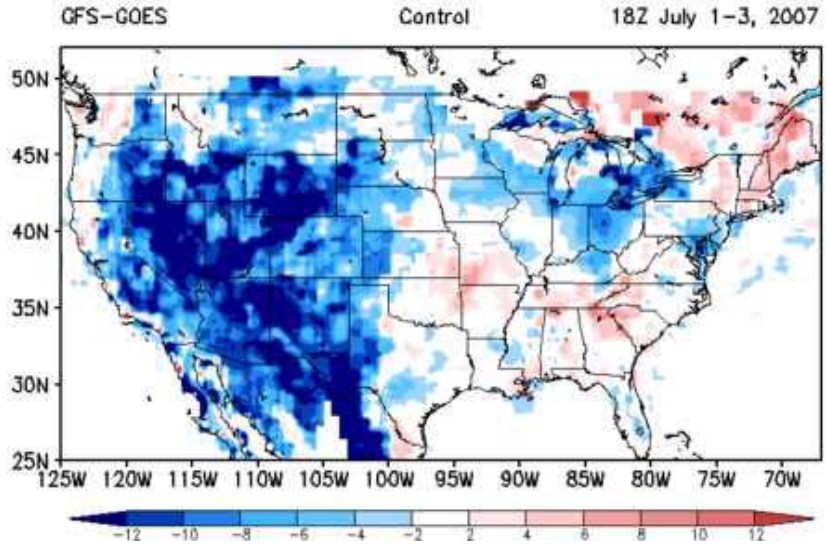 GFS-GOES Control 18Z July 1-3, 2007
50N
45N
40N
35N
30N
25N
125W 120W 115W 110W 105W 100W 95W 90W 85W 80W 75W 70W
-12 -10 -8 -6 -4 -2 2 4 6 8 10 12